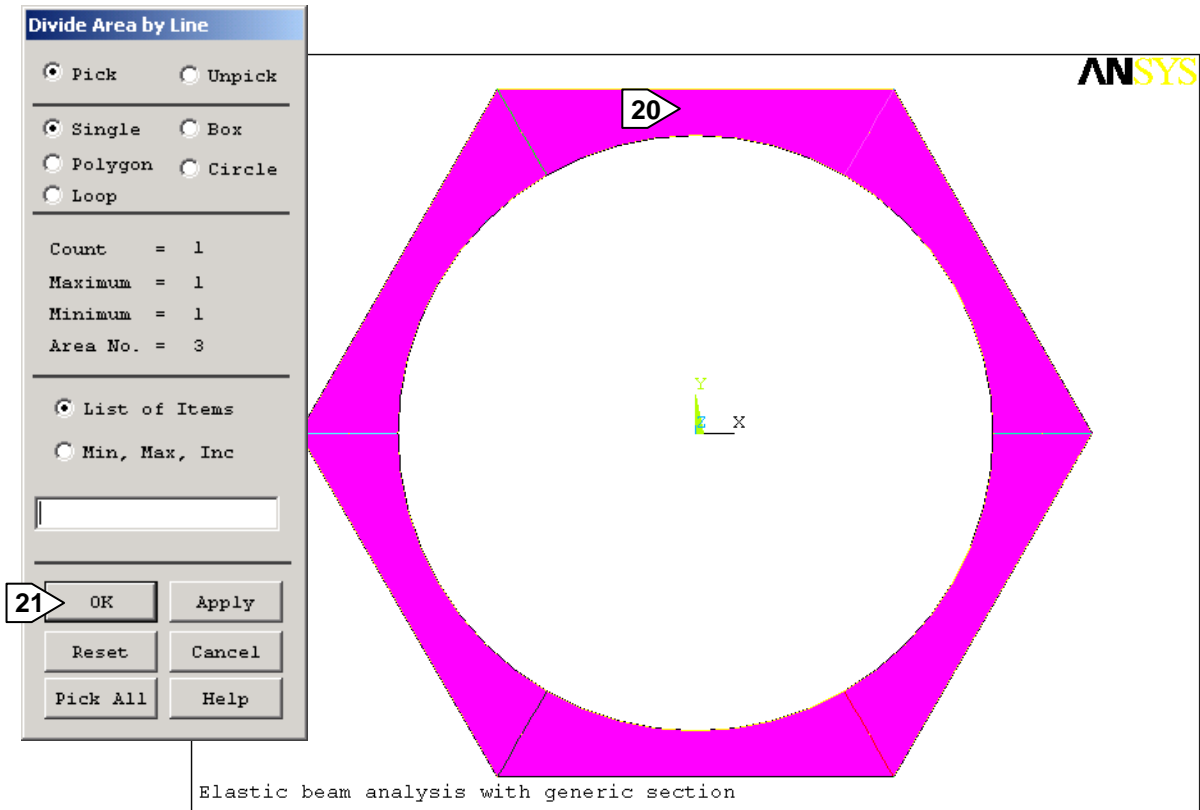 Divide Area by Line
Pick Unpick
Single Box
Polygon Circle
Loop
Count = 1
Maximum = 1
Minimum = 1
Area No. = 3
List of Items
Min, Max, Inc
21 OK Apply
Reset Cancel
Pick All Help
ANSYS
20
Y
Z X
Elastic beam analysis with generic section